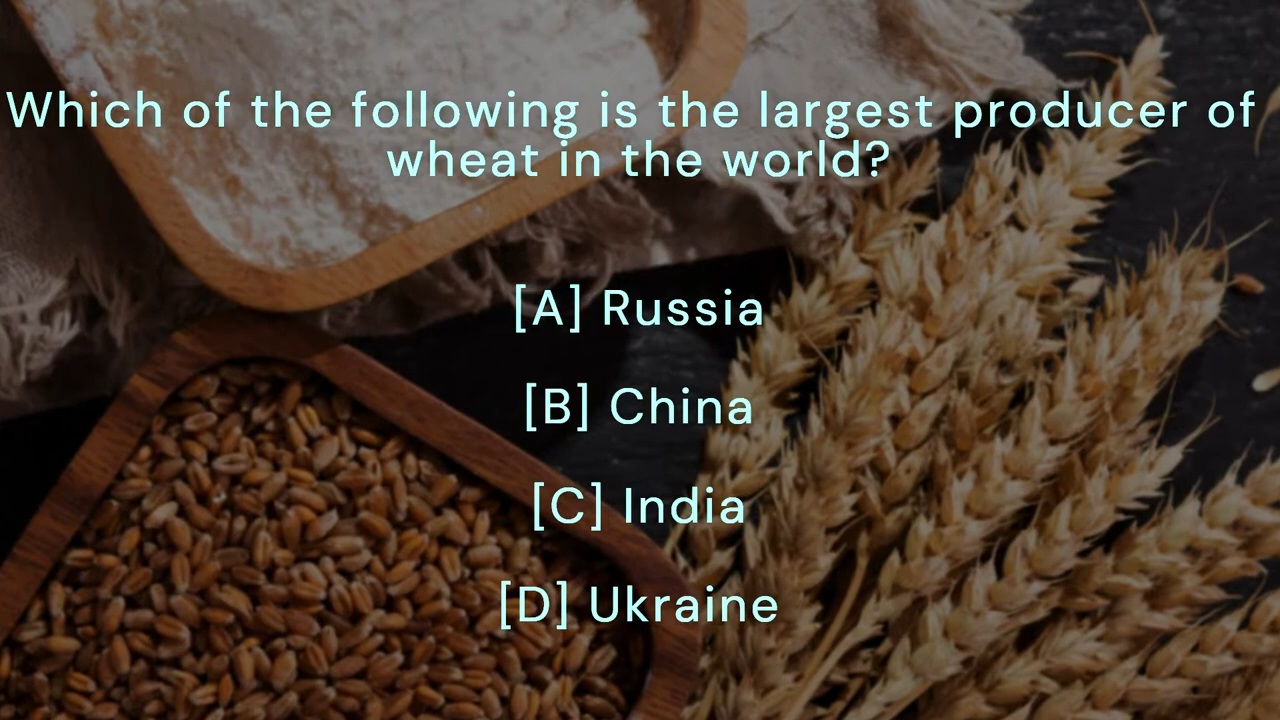 Which of the following is the largest producer of
wheat in the world?
[A] Russia
[B] China
[C] India
[D] Ukraine